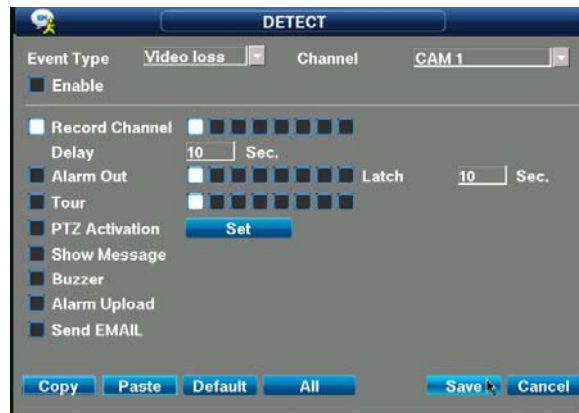 DETECT
Event Type Video loss Channel CAM 1
Enable
Record Channel
Delay 10 Sec.
Alarm Out Latch 10 Sec.
Tour
PTZ Activation Set
Show Message
Buzzer
Alarm Upload
Send EMAIL
Copy Paste Default All Save Cancel